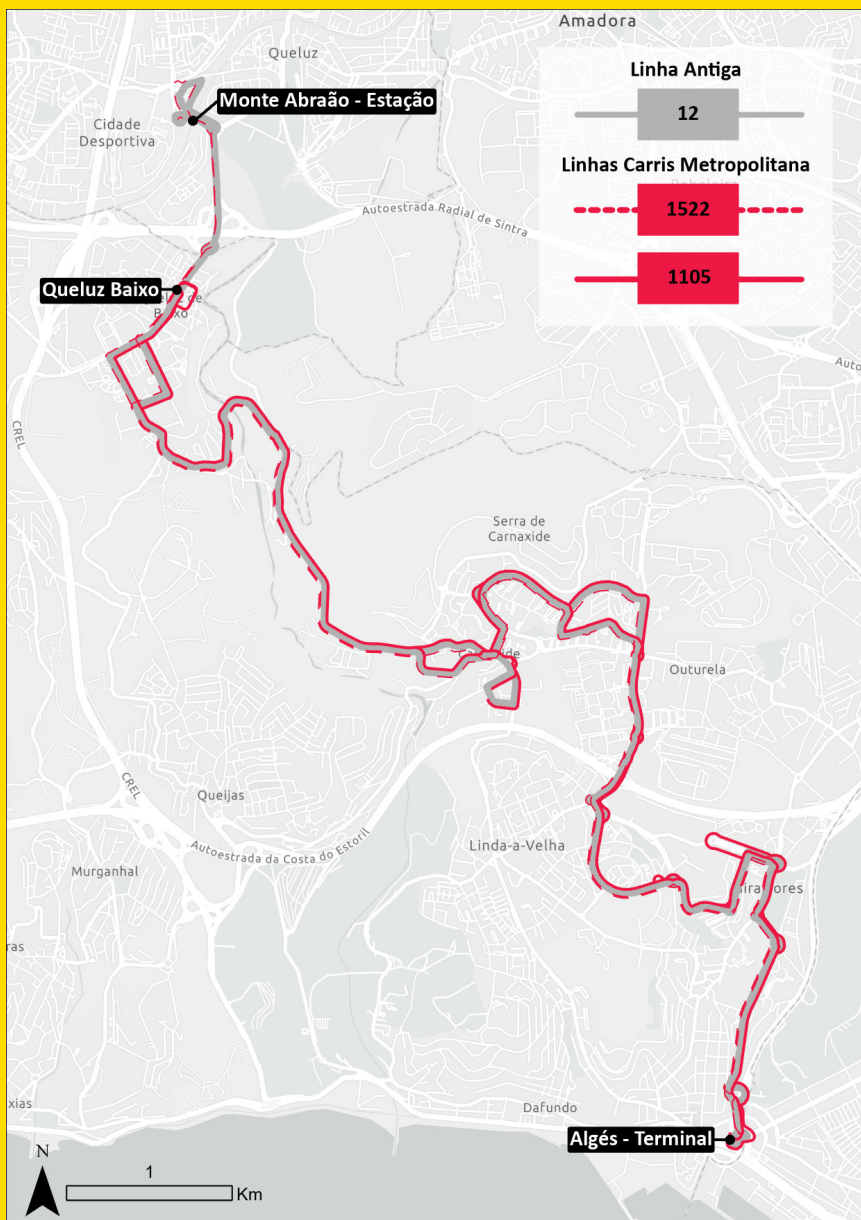 Amadora
Queluz
Linha Antiga
12
Linhas Carris Metropolitana
1522
1105
Monte Abraão - Estação
Cidade
Desportiva
Autoestrada Radial de Sintra
Queluz Baixo
Baixo
CREL
Serra de
Carnaxide
Outurela
CREL
Queijas
Autoestrada da Costa do Estoril
Linda-a-Velha
Murganhal
Dafundo
Algés - Terminal
N
1
Km